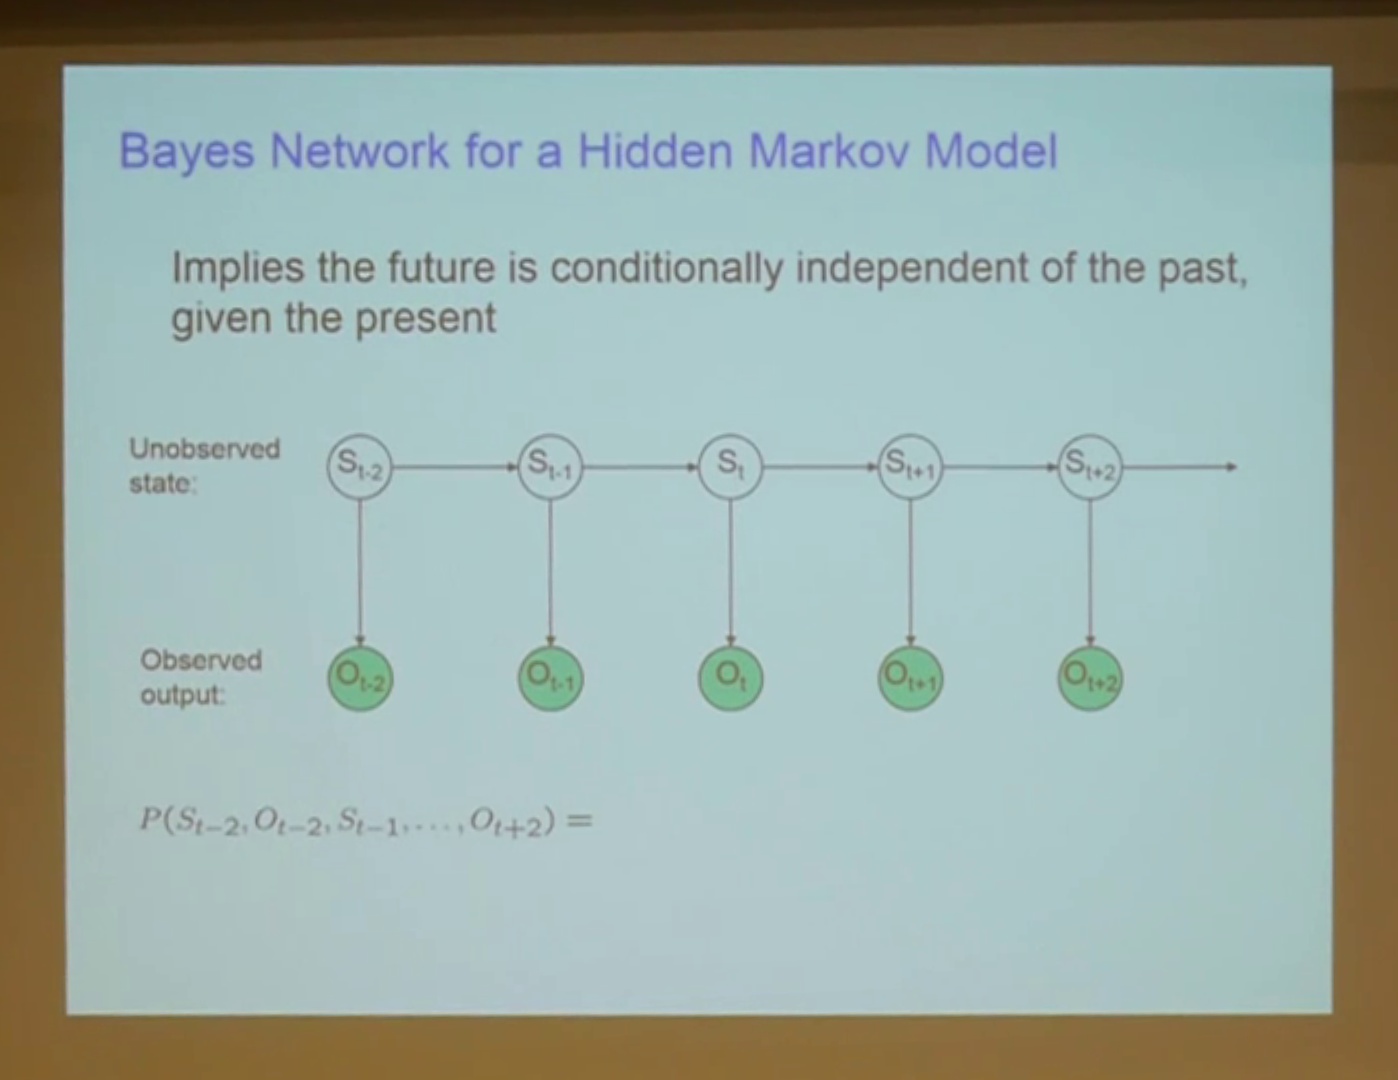 Bayes Network for a Hidden Markov Model
Implies the future is conditionally independent of the past,
given the present
Unobserved
state:
S_{t-2} S_{t-1} S_t S_{t+1} S_{t+2}
Observed
output:
O_{t-2} O_{t-1} O_t O_{t+1} O_{t+2}
P(S_{t-2}, O_{t-2}, S_{t-1}, ..., O_{t+2}) =